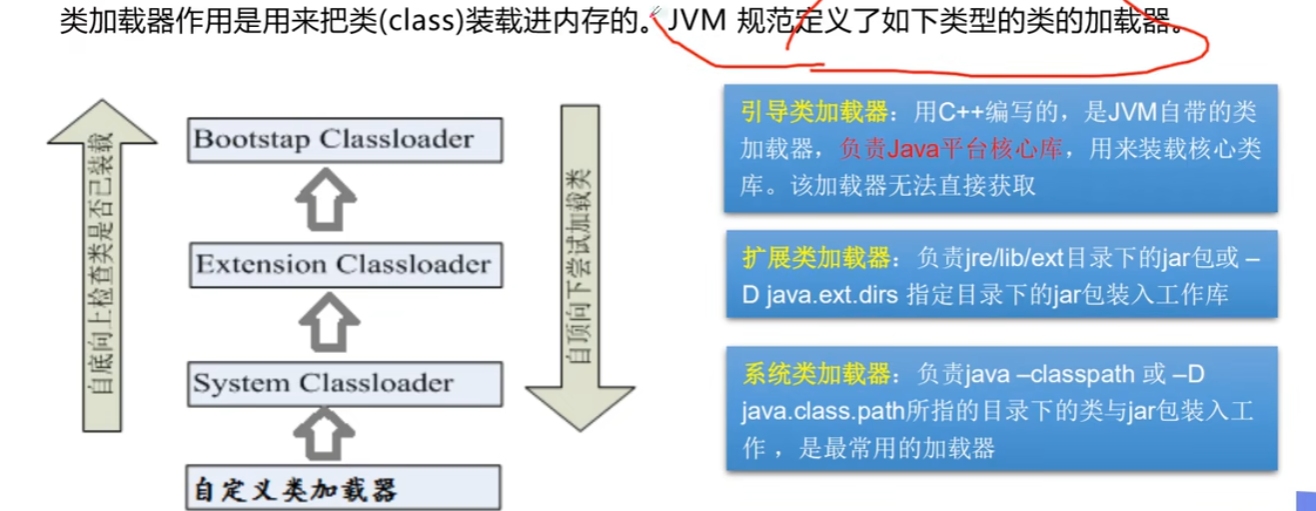 类加载器作用是用来把类(class)装载进内存的。JVM 规范定义了如下类型的类的加载器。
自底向上检查类是否已装载
Bootstap Classloader
Extension Classloader
System Classloader
自定义类加载器
自顶向下尝试加载类
引导类加载器：用C++编写的，是JVM自带的类
加载器，负责Java平台核心库，用来装载核心类
库。该加载器无法直接获取
扩展类加载器：负责jre/lib/ext目录下的jar包或 –
D java.ext.dirs 指定目录下的jar包装入工作库
系统类加载器：负责java –classpath 或 –D
java.class.path所指的目录下的类与jar包装入工
作 ，是最常用的加载器